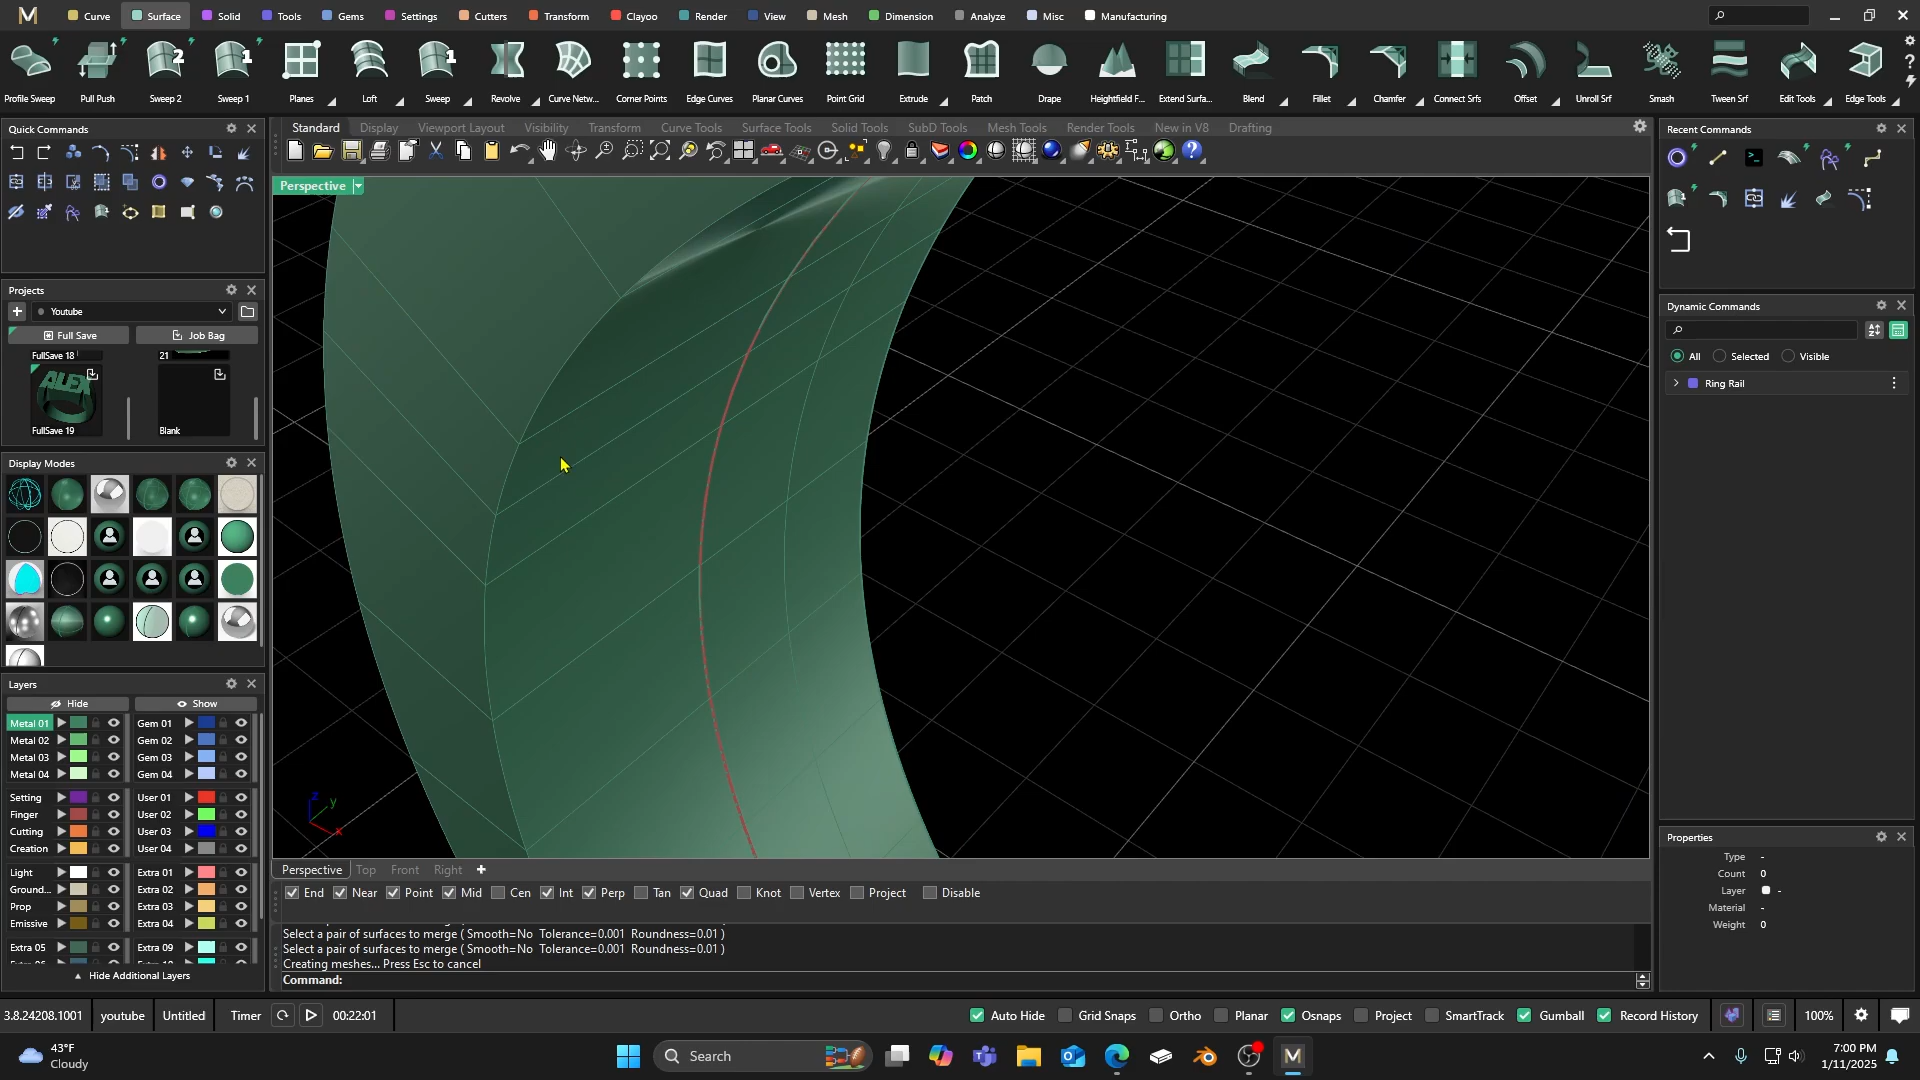 Curve Surface Solid Tools Gems Settings Cutters Transform Clayoo Render View Mesh Dimension Analyze Misc Manufacturing
Profile Sweep Pull Push Sweep 2 Sweep 1 Planes Loft Sweep Revolve Curve Netw... Corner Points Edge Curves Planar Curves Point Grid Extrude Patch Drape Heightfield F... Extend Surfa... Blend Fillet Chamfer Connect Srfs Offset Unroll Srf Smash Tween Srf Edit Tools Edge Tools
Quick Commands
Standard Display Viewport Layout Visibility Transform Curve Tools Surface Tools Solid Tools SubD Tools Mesh Tools Render Tools New in V8 Drafting
Recent Commands
Perspective
Projects
Youtube
Full Save Job Bag
FullSave 18 21
ALEX
FullSave 19 Blank
Dynamic Commands
All Selected Visible
Ring Rail
Display Modes
Layers
Hide Show
Metal 01 Gem 01
Metal 02 Gem 02
Metal 03 Gem 03
Metal 04 Gem 04
Setting User 01
Finger User 02
Cutting User 03
Creation User 04
Light Extra 01
Ground... Extra 02
Prop Extra 03
Emissive Extra 04
Extra 05 Extra 09
Hide Additional Layers
z
y
x
Perspective Top Front Right
End Near Point Mid Cen Int Perp Tan Quad Knot Vertex Project Disable
Select a pair of surfaces to merge ( Smooth=No Tolerance=0.001 Roundness=0.01 )
Select a pair of surfaces to merge ( Smooth=No Tolerance=0.001 Roundness=0.01 )
Creating meshes... Press Esc to cancel
Command:
Properties
Type -
Count 0
Layer -
Material -
Weight 0
3.8.24208.1001 youtube Untitled Timer 00:22:01 Auto Hide Grid Snaps Ortho Planar Osnaps Project SmartTrack Gumball Record History 100%
43°F
Cloudy
Search
7:00 PM
1/11/2025